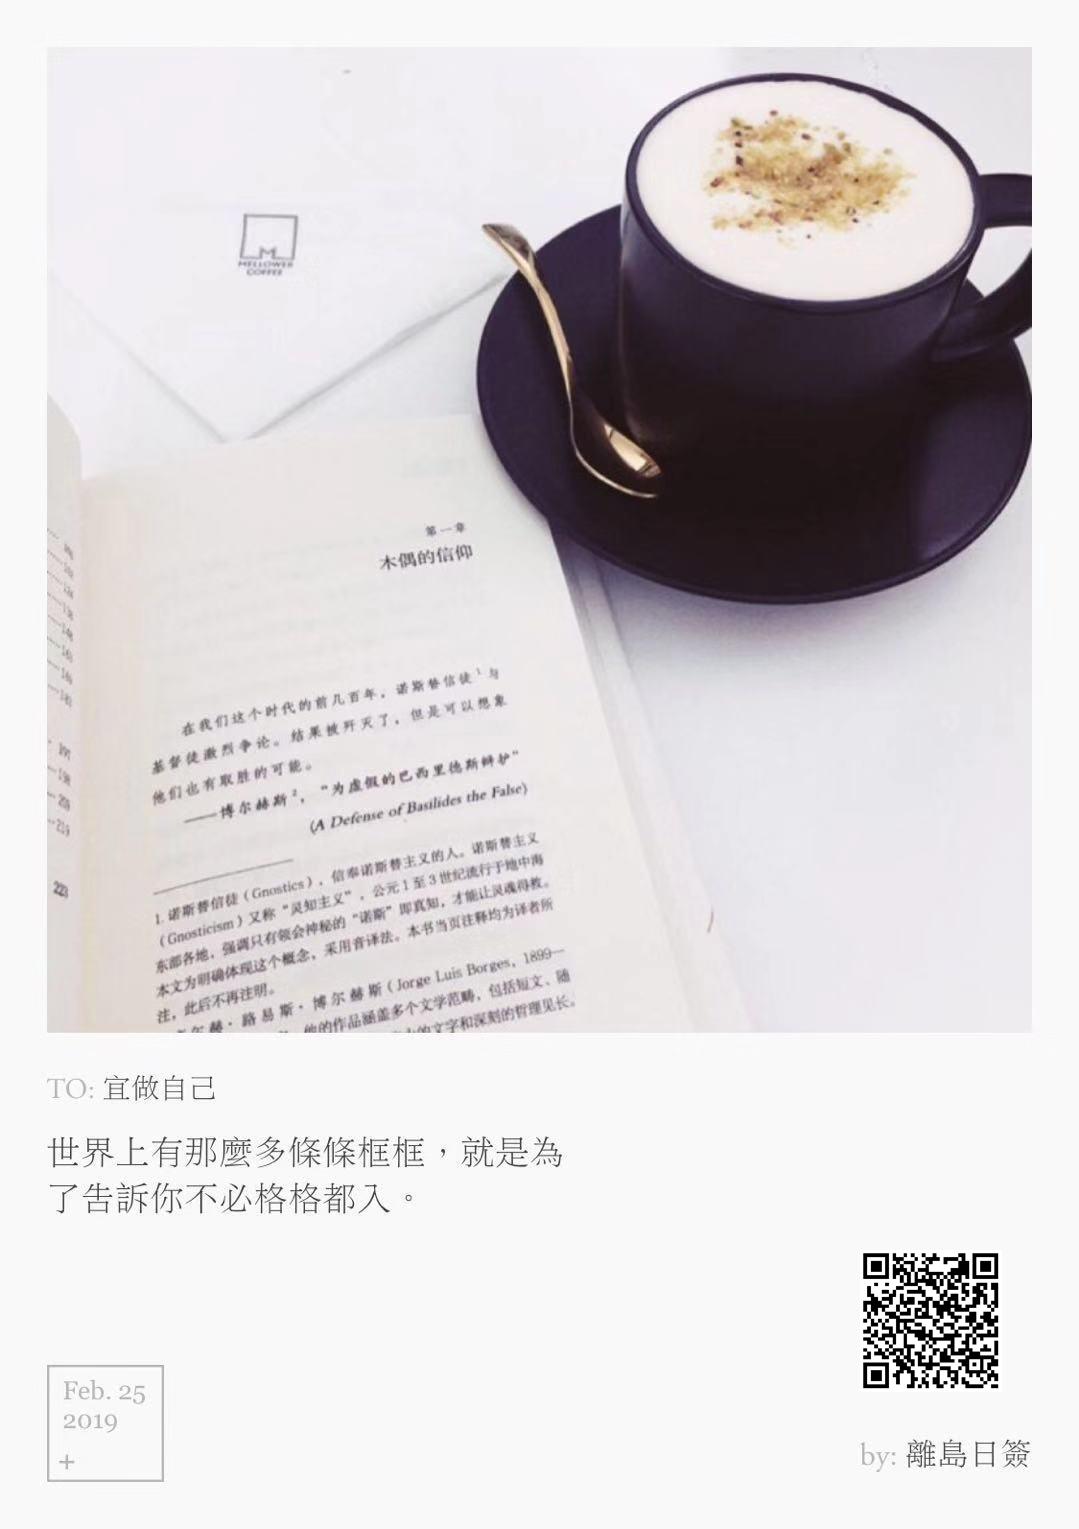 MELLOWER
COFFEE
第一章
木偶的信仰
在我们这个时代的前几百年，诺斯替信徒1与
基督徒激烈争论。结果被歼灭了，但是可以想象
他们也有取胜的可能。
——博尔赫斯2，“为虚假的巴西里德斯辩护”
(A Defense of Basilides the False)
1. 诺斯替信徒（Gnostics），信奉诺斯替主义的人。诺斯替主义
（Gnosticism）又称“灵知主义”，公元1至3世纪流行于地中海
东部各地，强调只有领会神秘的“诺斯”即真知，才能让灵魂得救。
本文为明确体现这个概念，采用音译法。本书当页注释均为译者所
注，此后不再注明。
尔赫·路易斯·博尔赫斯（Jorge Luis Borges, 1899—
他的作品涵盖多个文学范畴，包括短文、随
的文字和深刻的哲理见长。
197
198
209
219
223
TO: 宜做自己
世界上有那麼多條條框框，就是為
了告訴你不必格格都入。
Feb. 25
2019
+
by: 離島日簽